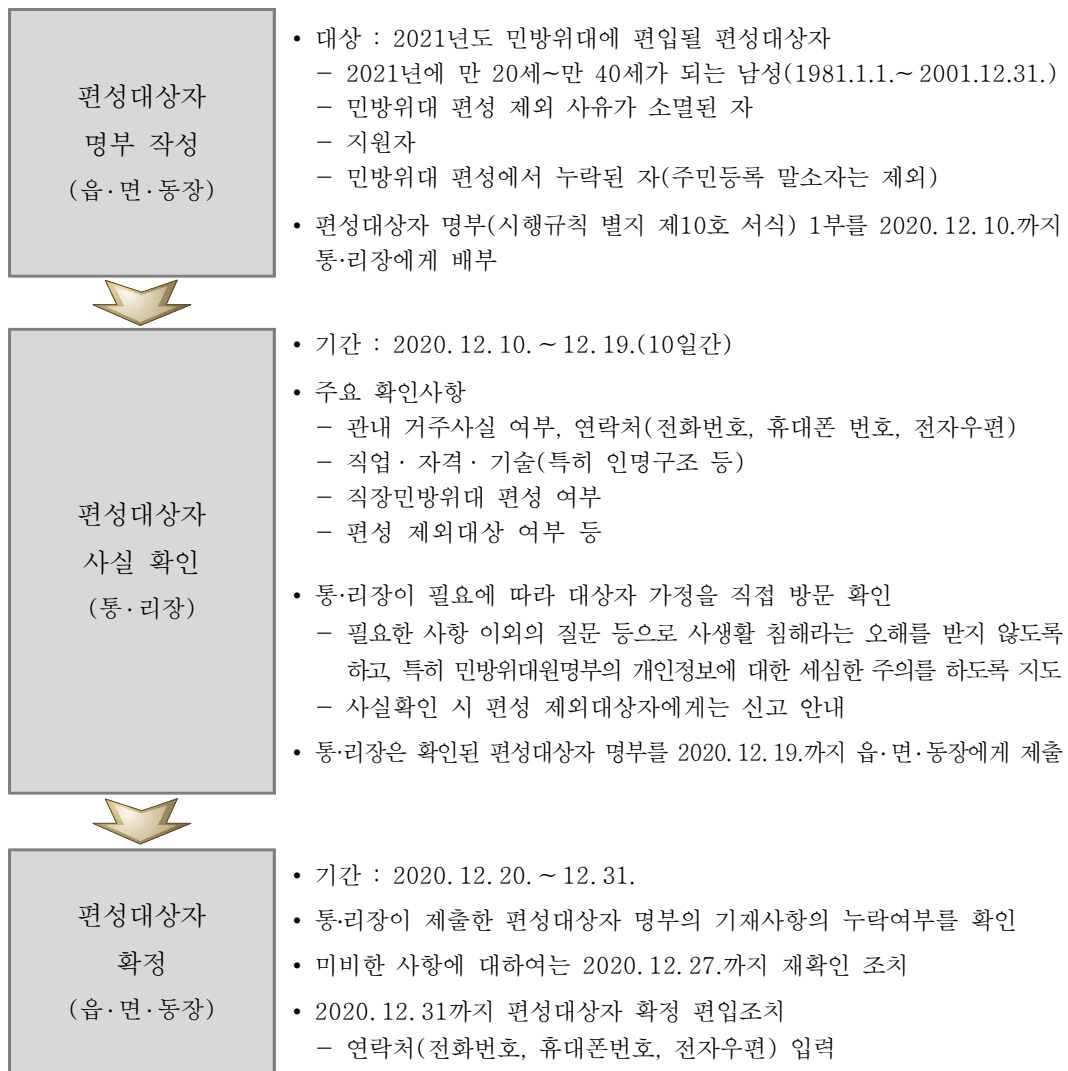 편성대상자
명부 작성
(읍·면·동장)
• 대상 : 2021년도 민방위대에 편입될 편성대상자
− 2021년에 만 20세~만 40세가 되는 남성(1981.1.1.~2001.12.31.)
− 민방위대 편성 제외 사유가 소멸된 자
− 지원자
− 민방위대 편성에서 누락된 자(주민등록 말소자는 제외)
• 편성대상자 명부(시행규칙 별지 제10호 서식) 1부를 2020.12.10.까지
통·리장에게 배부
편성대상자
사실 확인
(통·리장)
• 기간 : 2020.12.10.~12.19.(10일간)
• 주요 확인사항
− 관내 거주사실 여부, 연락처(전화번호, 휴대폰 번호, 전자우편)
− 직업·자격·기술(특히 인명구조 등)
− 직장민방위대 편성 여부
− 편성 제외대상 여부 등
• 통·리장이 필요에 따라 대상자 가정을 직접 방문 확인
− 필요한 사항 이외의 질문 등으로 사생활 침해라는 오해를 받지 않도록
하고, 특히 민방위대원명부의 개인정보에 대한 세심한 주의를 하도록 지도
− 사실확인 시 편성 제외대상자에게는 신고 안내
• 통·리장은 확인된 편성대상자 명부를 2020.12.19.까지 읍·면·동장에게 제출
편성대상자
확정
(읍·면·동장)
• 기간 : 2020.12.20.~12.31.
• 통·리장이 제출한 편성대상자 명부의 기재사항의 누락여부를 확인
• 미비한 사항에 대하여는 2020.12.27.까지 재확인 조치
• 2020.12.31까지 편성대상자 확정 편입조치
− 연락처(전화번호, 휴대폰번호, 전자우편) 입력